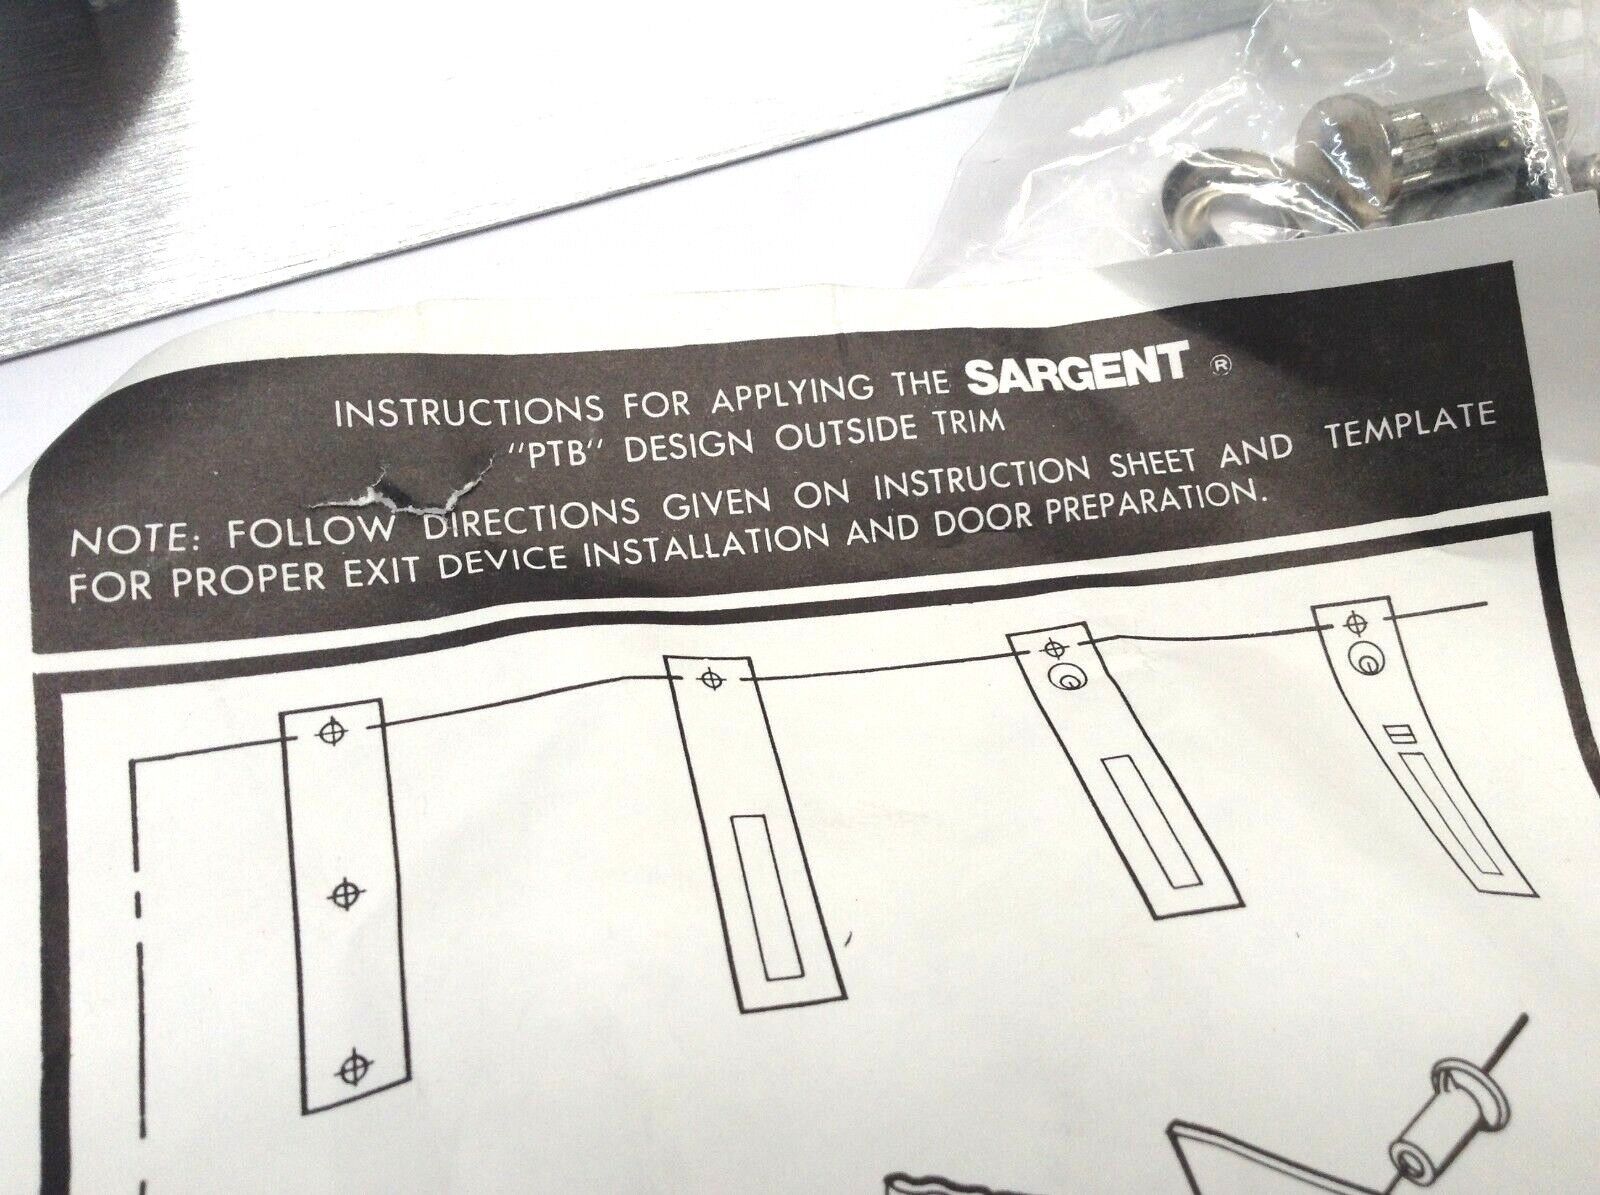 INSTRUCTIONS FOR APPLYING THE SARGENT ®
"PTB" DESIGN OUTSIDE TRIM
NOTE: FOLLOW DIRECTIONS GIVEN ON INSTRUCTION SHEET AND TEMPLATE
FOR PROPER EXIT DEVICE INSTALLATION AND DOOR PREPARATION.